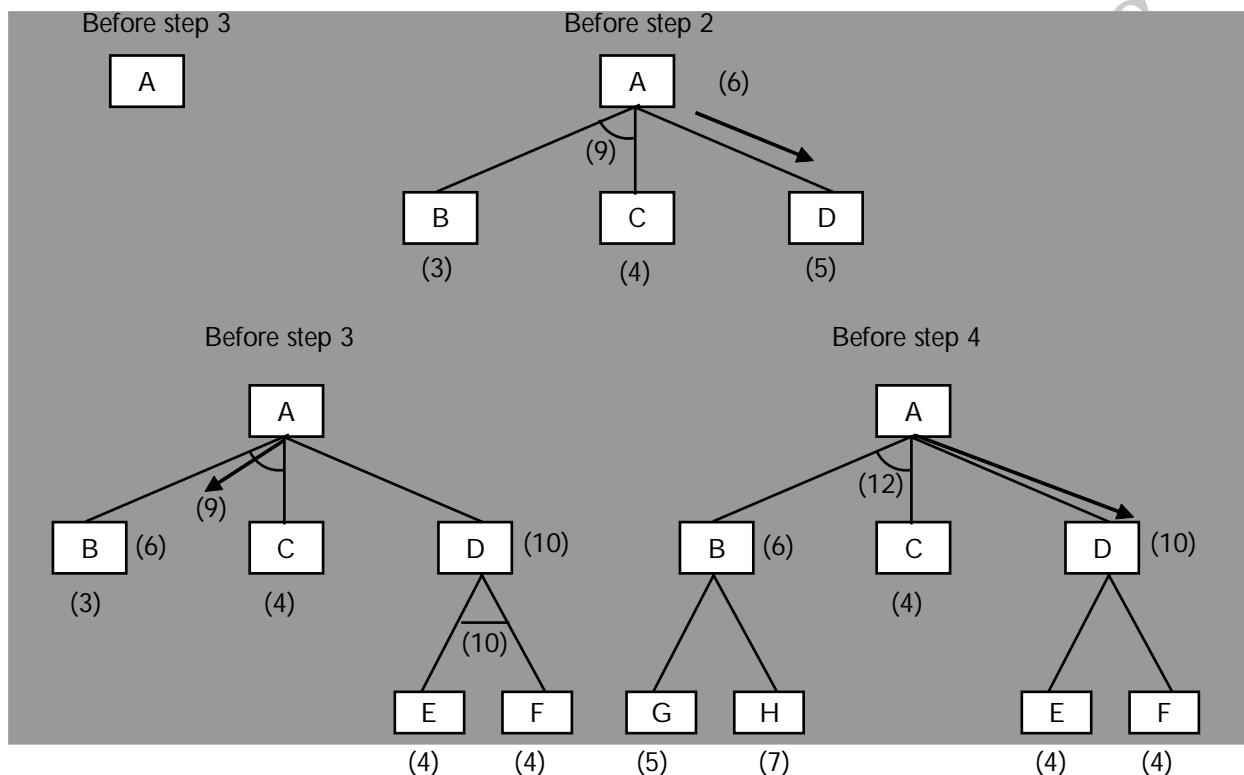 Before step 3
Before step 2
A
A
(6)
(9)
B
C
D
(3)
(4)
(5)
Before step 3
Before step 4
A
A
(9)
(12)
B
(6)
C
D
(10)
B
(6)
C
D
(10)
(3)
(4)
(4)
(10)
E
F
G
H
E
F
(4)
(4)
(5)
(7)
(4)
(4)